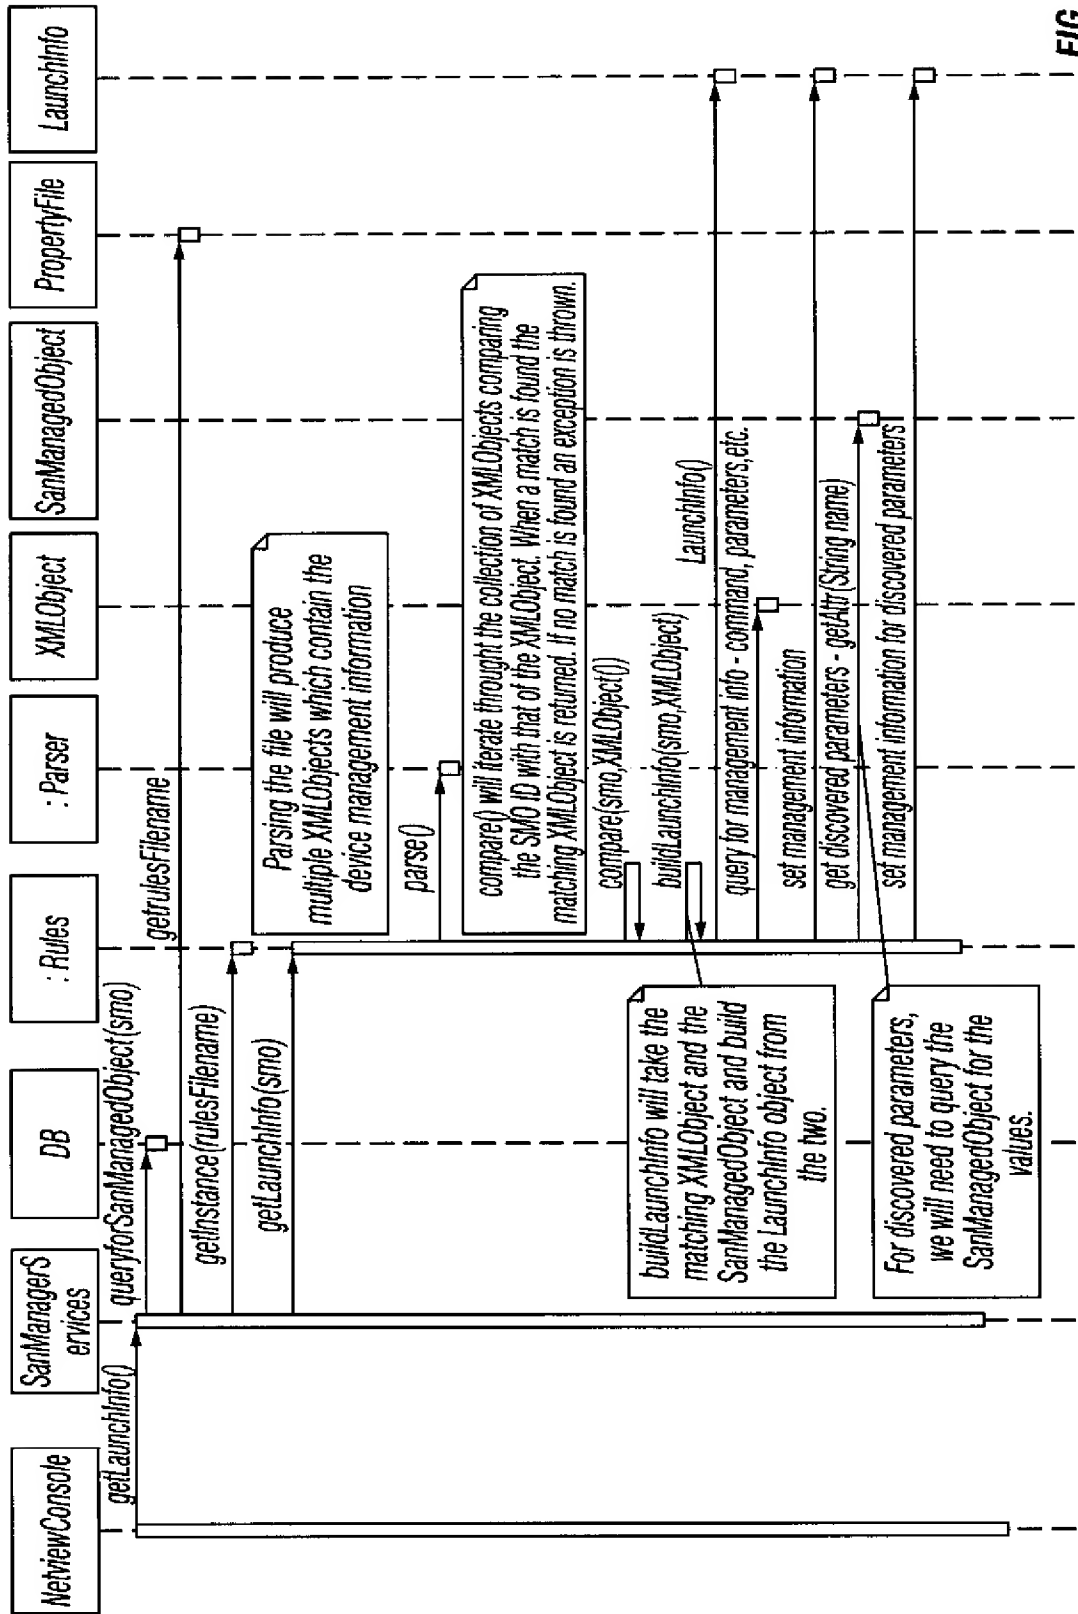 NetviewConsole
SanManagerS
ervices
DB
: Rules
: Parser
XMLObject
SanManagedObject
PropertyFile
LaunchInfo
getLaunchInfo()
queryforSanManagedObject(smo)
getrulesFilename
getInstance(rulesFilename)
getLaunchInfo(smo)
Parsing the file will produce
multiple XMLObjects which contain the
device management information
parse()
compare() will iterate throught the collection of XMLObjects comparing
the SMO ID with that of the XMLObject. When a match is found the
matching XMLObject is returned. If no match is found an exception is thrown.
compare(smo,XMLObject())
buildLaunchInfo(smo,XMLObject)
buildLaunchInfo will take the
matching XMLObject and the
SanManagedObject and build
the LaunchInfo object from
the two.
LaunchInfo()
query for management info - command, parameters,etc.
set management information
get discovered parameters - getAttr(String name)
set management information for discovered parameters
For discovered parameters,
we will need to query the
SanManagedObject for the
values.
FIG